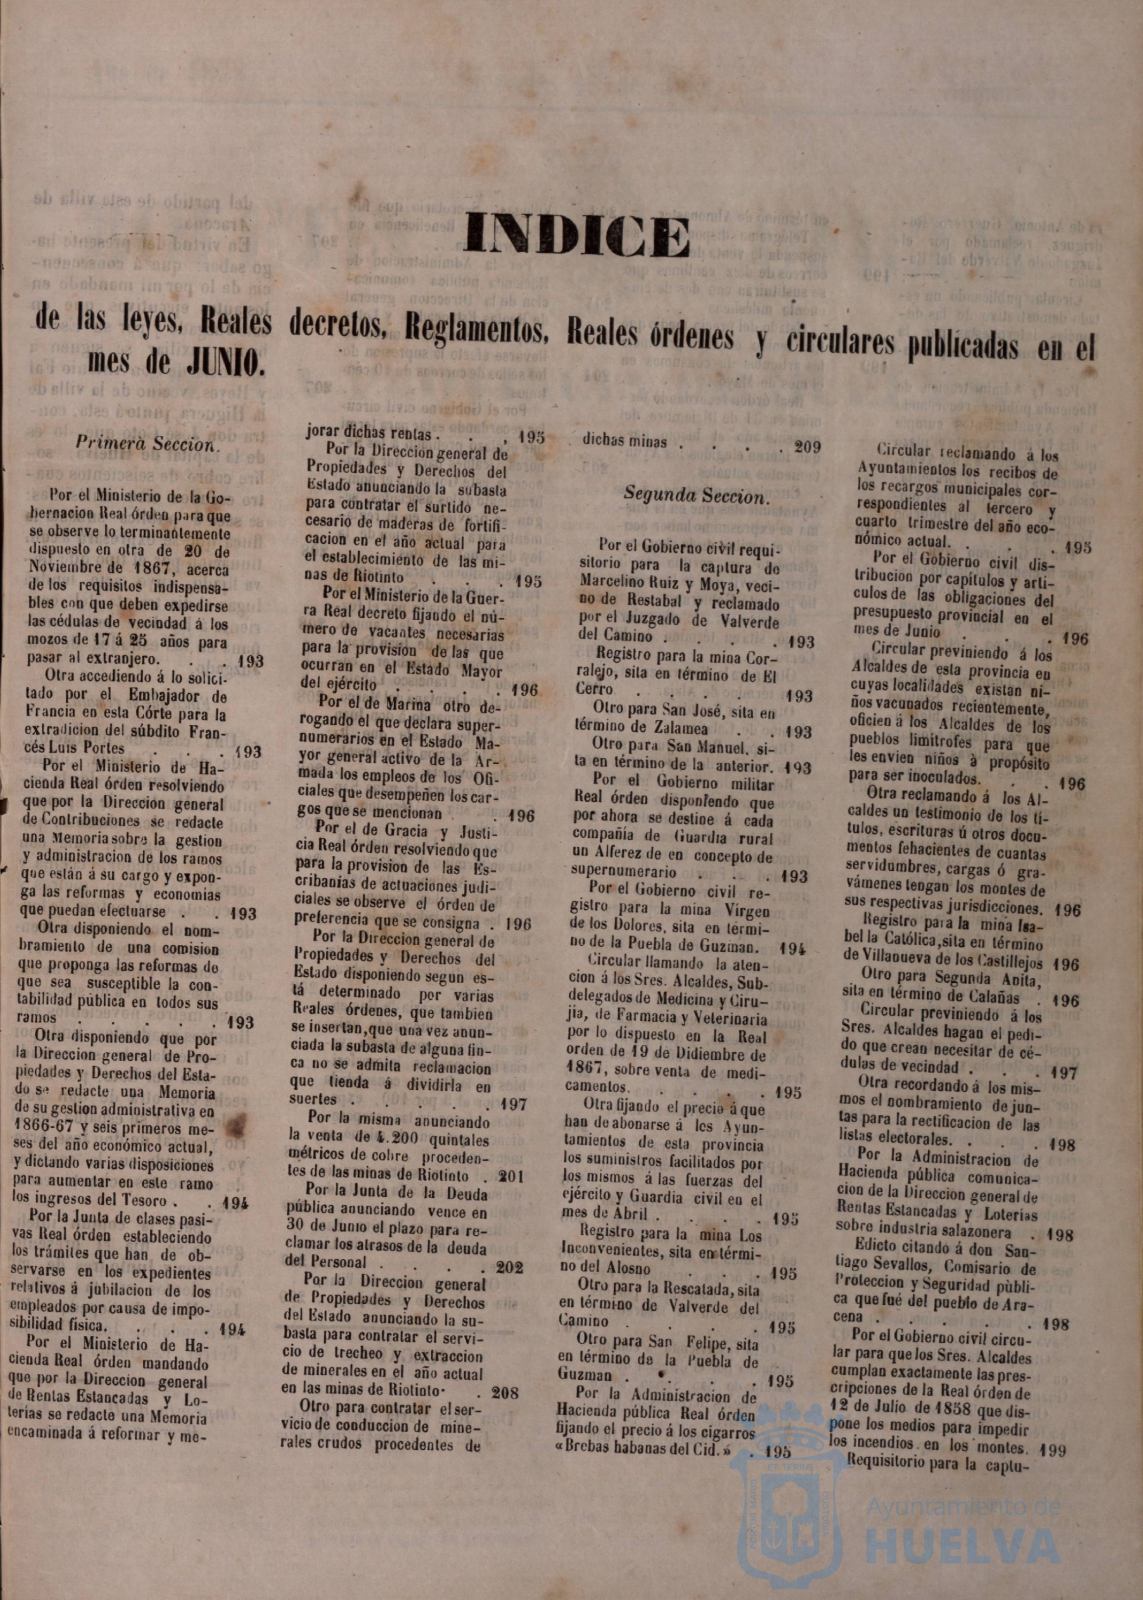 INDICE
de las leyes, Reales decretos, Reglamentos, Reales órdenes y circulares publicadas en el
mes de JUNIO.
Primera Seccion.
Por el Ministerio de la Go-
bernacion Real órden para que
se observe lo terminantemente
dispuesto en otra de 20 de
Noviembre de 1867, acerca
de los requisitos indispensa-
bles con que deben expedirse
las cédulas de vecindad á los
mozos de 17 á 25 años para
pasar al extranjero. . . 193
Otra accediendo á lo solici-
tado por el Embajador de
Francia en esta Córte para la
extradicion del súbdito Fran-
cés Luis Portes . . . 193
Por el Ministerio de Ha-
cienda Real órden resolviendo
que por la Direccion general
de Contribuciones se redacte
una Memoria sobre la gestion
y administracion de los ramos
que están á su cargo y expon-
ga las reformas y economías
que puedan efectuarse . . 193
Otra disponiendo el nom-
bramiento de una comision
que proponga las reformas de
que sea susceptible la con-
tabilidad pública en todos sus
ramos . . . . . 193
Otra disponiendo que por
la Direccion general de Pro-
piedades y Derechos del Esta-
do se redacte una Memoria
de su gestion administrativa en
1866-67 y seis primeros me-
ses del año económico actual,
y dictando varias disposiciones
para aumentar en este ramo
los ingresos del Tesoro . . 194
Por la Junta de clases pasi-
vas Real órden estableciendo
los trámites que han de ob-
servarse en los expedientes
relativos á jubilacion de los
empleados por causa de impo-
sibilidad física. . . . 194
Por el Ministerio de Ha-
cienda Real órden mandando
que por la Direccion general
de Rentas Estancadas y Lo-
terías se redacte una Memoria
encaminada á reformar y me-
jorar dichas rentas . . . 195
Por la Direccion general de
Propiedades y Derechos del
Estado anunciando la subasta
para contratar el surtido ne-
cesario de maderas de fortifi-
cacion en el año actual para
el establecimiento de las mi-
nas de Riotinto . . . 195
Por el Ministerio de la Guer-
ra Real decreto fijando el nú-
mero de vacantes necesarias
para la provision de las que
ocurran en el Estado Mayor
del ejército . . . . 196
Por el de Marina otro de-
rogando el que declara super-
numerarios en el Estado Ma-
yor general activo de la Ar-
mada los empleos de los Ofi-
ciales que desempeñen los car-
gos que se mencionan . . 196
Por el de Gracia y Justi-
cia Real órden resolviendo que
para la provision de las Es-
cribanías de actuaciones judi-
ciales se observe el órden de
preferencia que se consigna . 196
Por la Direccion general de
Propiedades y Derechos del
Estado disponiendo segun es-
tá determinado por varias
Reales órdenes, que tambien
se insertan, que una vez anun-
ciada la subasta de alguna fin-
ca no se admita reclamacion
que tienda á dividirla en
suertes . . . . . 197
Por la misma anunciando
la venta de 4.200 quintales
métricos de cobre proceden-
tes de las minas de Riotinto . 201
Por la Junta de la Deuda
pública anunciando vence en
30 de Junio el plazo para re-
clamar los atrasos de la deuda
del Personal . . . . 202
Por la Direccion general
de Propiedades y Derechos
del Estado anunciando la su-
basta para contratar el servi-
cio de trecheo y extraccion
de minerales en el año actual
en las minas de Riotinto . . 208
Otro para contratar el ser-
vicio de conduccion de mine-
rales crudos procedentes de
dichas minas . . . . 209
Segunda Seccion.
Por el Gobierno civil requi-
sitorio para la captura de
Marcelino Ruiz y Moya, veci-
no de Restabal y reclamado
por el Juzgado de Valverde
del Camino . . . . 193
Registro para la mina Cor-
ralejo, sita en término de El
Cerro . . . . . 193
Otro para San José, sita en
término de Zalamea . . 193
Otro para San Manuel, si-
ta en término de la anterior. 193
Por el Gobierno militar
Real órden disponiendo que
por ahora se destine á cada
compañía de Guardia rural
un Alferez de en concepto de
supernumerario . . . 193
Por el Gobierno civil re-
gistro para la mina Virgen
de los Dolores, sita en térmi-
no de la Puebla de Guzman. 194
Circular llamando la aten-
cion á los Sres. Alcaldes, Sub-
delegados de Medicina y Ciru-
jía, de Farmacia y Veterinaria
por lo dispuesto en la Real
orden de 19 de Didiembre de
1867, sobre venta de medi-
camentos. . . . . 195
Otra fijando el precio á que
han de abonarse á los Ayun-
tamientos de esta provincia
los suministros facilitados por
los mismos á las fuerzas del
ejército y Guardia civil en el
mes de Abril . . . . 195
Registro para la mina Los
Inconvenientes, sita en térmi-
no del Alosno . . . 195
Otro para la Rescatada, sita
en término de Valverde del
Camino . . . . . 195
Otro para San Felipe, sita
en término de la Puebla de
Guzman . . . . . 195
Por la Administracion de
Hacienda pública Real órden
fijando el precio á los cigarros
«Brebas habanas del Cid.» . 195
Circular reclamando á los
Ayuntamientos los recibos de
los recargos municipales cor-
respondientes al tercero y
cuarto trimestre del año eco-
nómico actual. . . . 195
Por el Gobierno civil dis-
tribucion por capítulos y artí-
culos de las obligaciones del
presupuesto provincial en el
mes de Junio . . . . 196
Circular previniendo á los
Alcaldes de esta provincia en
cuyas localidades existan ni-
ños vacunados recientemente,
oficien á los Alcaldes de los
pueblos limítrofes para que
les envien niños à propósito
para ser inoculados. . . 196
Otra reclamando á los Al-
caldes un testimonio de los tí-
tulos, escrituras ú otros docu-
mentos fehacientes de cuantas
servidumbres, cargas ó gra-
vámenes tengan los montes de
sus respectivas jurisdicciones. 196
Registro para la mina Isa-
bel la Católica, sita en término
de Villanueva de los Castillejos 196
Otro para Segunda Anita,
sita en término de Calañas . 196
Circular previniendo á los
Sres. Alcaldes hagan el pedi-
do que crean necesitar de cé-
dulas de vecindad . . . 197
Otra recordando á los mis-
mos el nombramiento de jun-
tas para la rectificacion de las
listas electorales. . . . 198
Por la Administracion de
Hacienda pública comunica-
cion de la Direccion general de
Rentas Estancadas y Loterías
sobre industria salazonera . 198
Edicto citando á don San-
tiago Sevallos, Comisario de
Proteccion y Seguridad públi-
ca que fué del pueblo de Ara-
cena . . . . . 198
Por el Gobierno civil circu-
lar para que los Sres. Alcaldes
cumplan exactamente las pres-
cripciones de la Real órden de
12 de Julio de 1858 que dis-
pone los medios para impedir
los incendios en los montes. 199
Requisitorio para la captu-
Ayuntamiento de
HUELVA